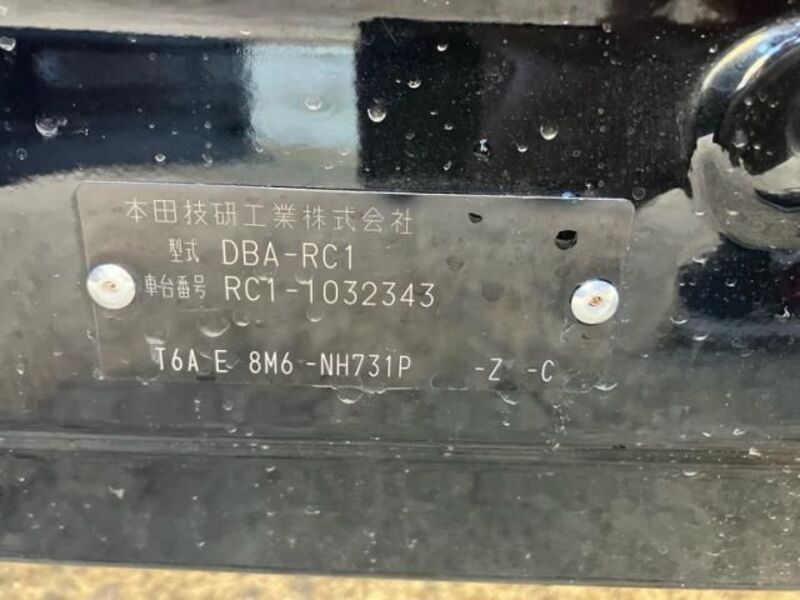 本田技研工業株式会社
型式 DBA-RC1
車台番号 RC1-1032343
T6A E 8M6 -NH731P -Z -C